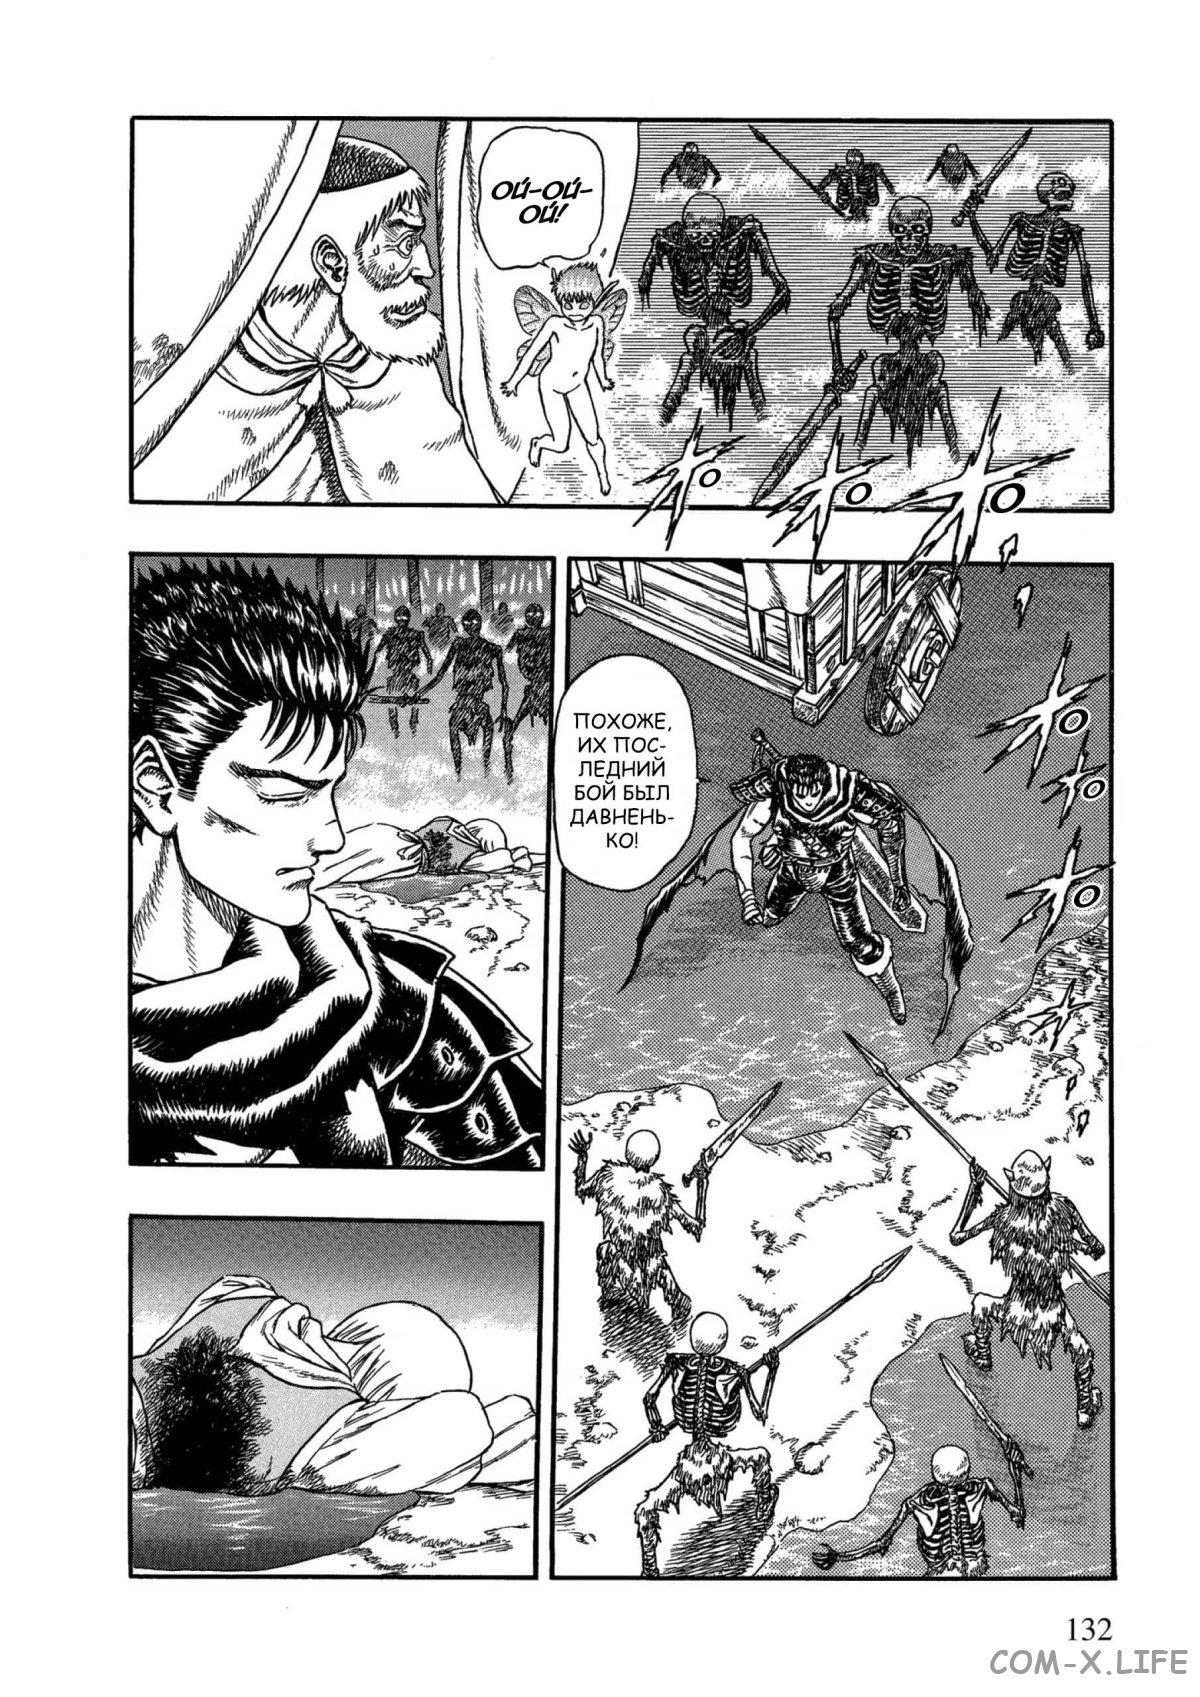 ОЙ-ОЙ-
ОЙ!
О
О
О
ПОХОЖЕ,
ИХ ПОС-
ЛЕДНИЙ
БОЙ БЫЛ
ДАВНЕНЬ-
КО!
О
О
О
132
COM-X.LIFE